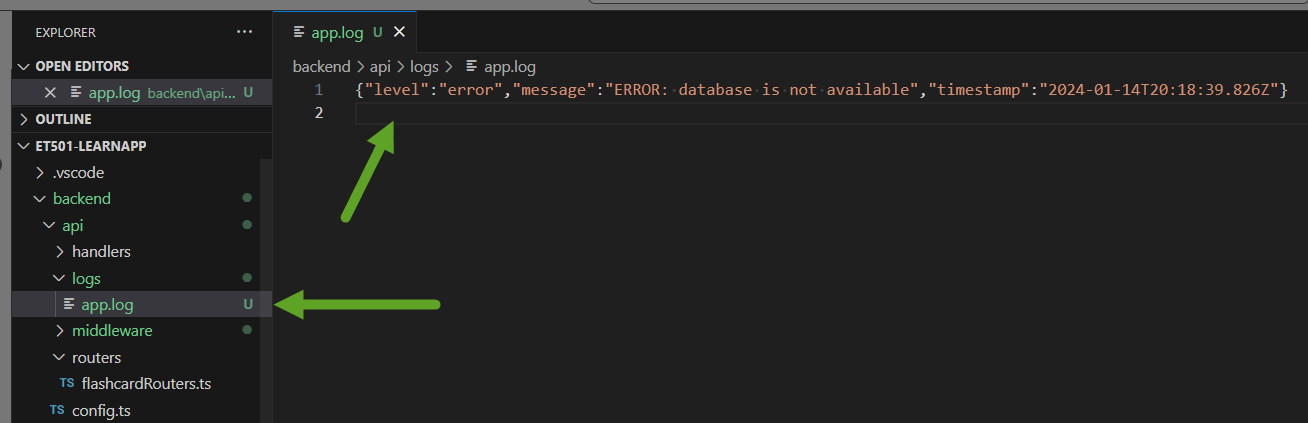 EXPLORER ...
OPEN EDITORS
app.log backend\api... U
OUTLINE
ET501-LEARNAPP
.vscode
backend
api
handlers
logs
app.log U
middleware
routers
TS flashcardRouters.ts
TS config.ts
app.log U
backend > api > logs > app.log
1 {"level":"error","message":"ERROR: database is not available","timestamp":"2024-01-14T20:18:39.826Z"}
2